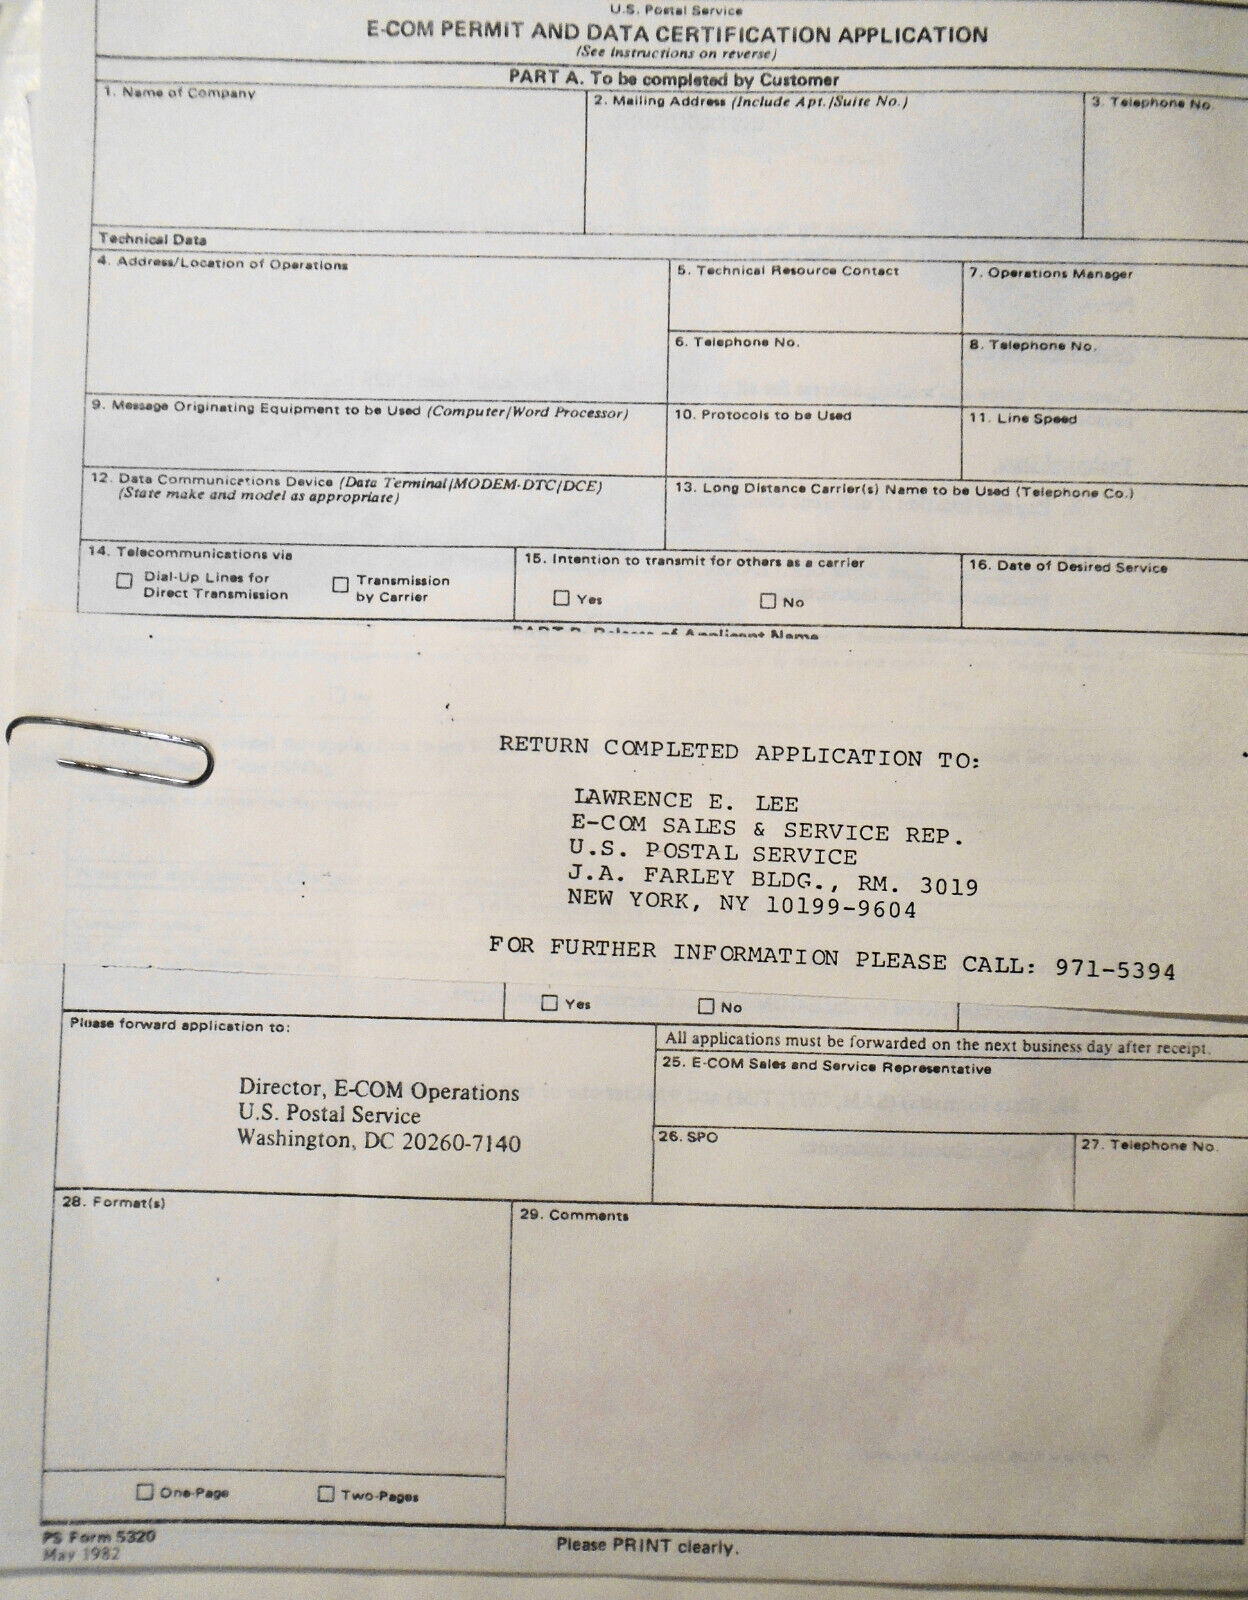 U.S. Postal Service
E-COM PERMIT AND DATA CERTIFICATION APPLICATION
(See Instructions on reverse)
PART A. To be completed by Customer
1. Name of Company
2. Mailing Address (Include Apt./Suite No.)
3. Telephone No.
Technical Data
4. Address/Location of Operations
5. Technical Resource Contact
7. Operations Manager
6. Telephone No.
8. Telephone No.
9. Message Originating Equipment to be Used (Computer/Word Processor)
10. Protocols to be Used
11. Line Speed
12. Data Communications Device (Data Terminal/MODEM-DTC/DCE)
(State make and model as appropriate)
13. Long Distance Carrier(s) Name to be Used (Telephone Co.)
14. Telecommunications via
Dial-Up Lines for
Direct Transmission
Transmission
by Carrier
15. Intention to transmit for others as a carrier
Yes
No
16. Date of Desired Service
PART B. Release of Applicant Name
RETURN COMPLETED APPLICATION TO:
LAWRENCE E. LEE
E-COM SALES & SERVICE REP.
U.S. POSTAL SERVICE
J.A. FARLEY BLDG., RM. 3019
NEW YORK, NY 10199-9604
FOR FURTHER INFORMATION PLEASE CALL: 971-5394
Yes
No
Please forward application to:
Director, E-COM Operations
U.S. Postal Service
Washington, DC 20260-7140
All applications must be forwarded on the next business day after receipt.
25. E-COM Sales and Service Representative
26. SPO
27. Telephone No.
28. Format(s)
29. Comments
One-Page
Two-Pages
PS Form 5320
May 1982
Please PRINT clearly.